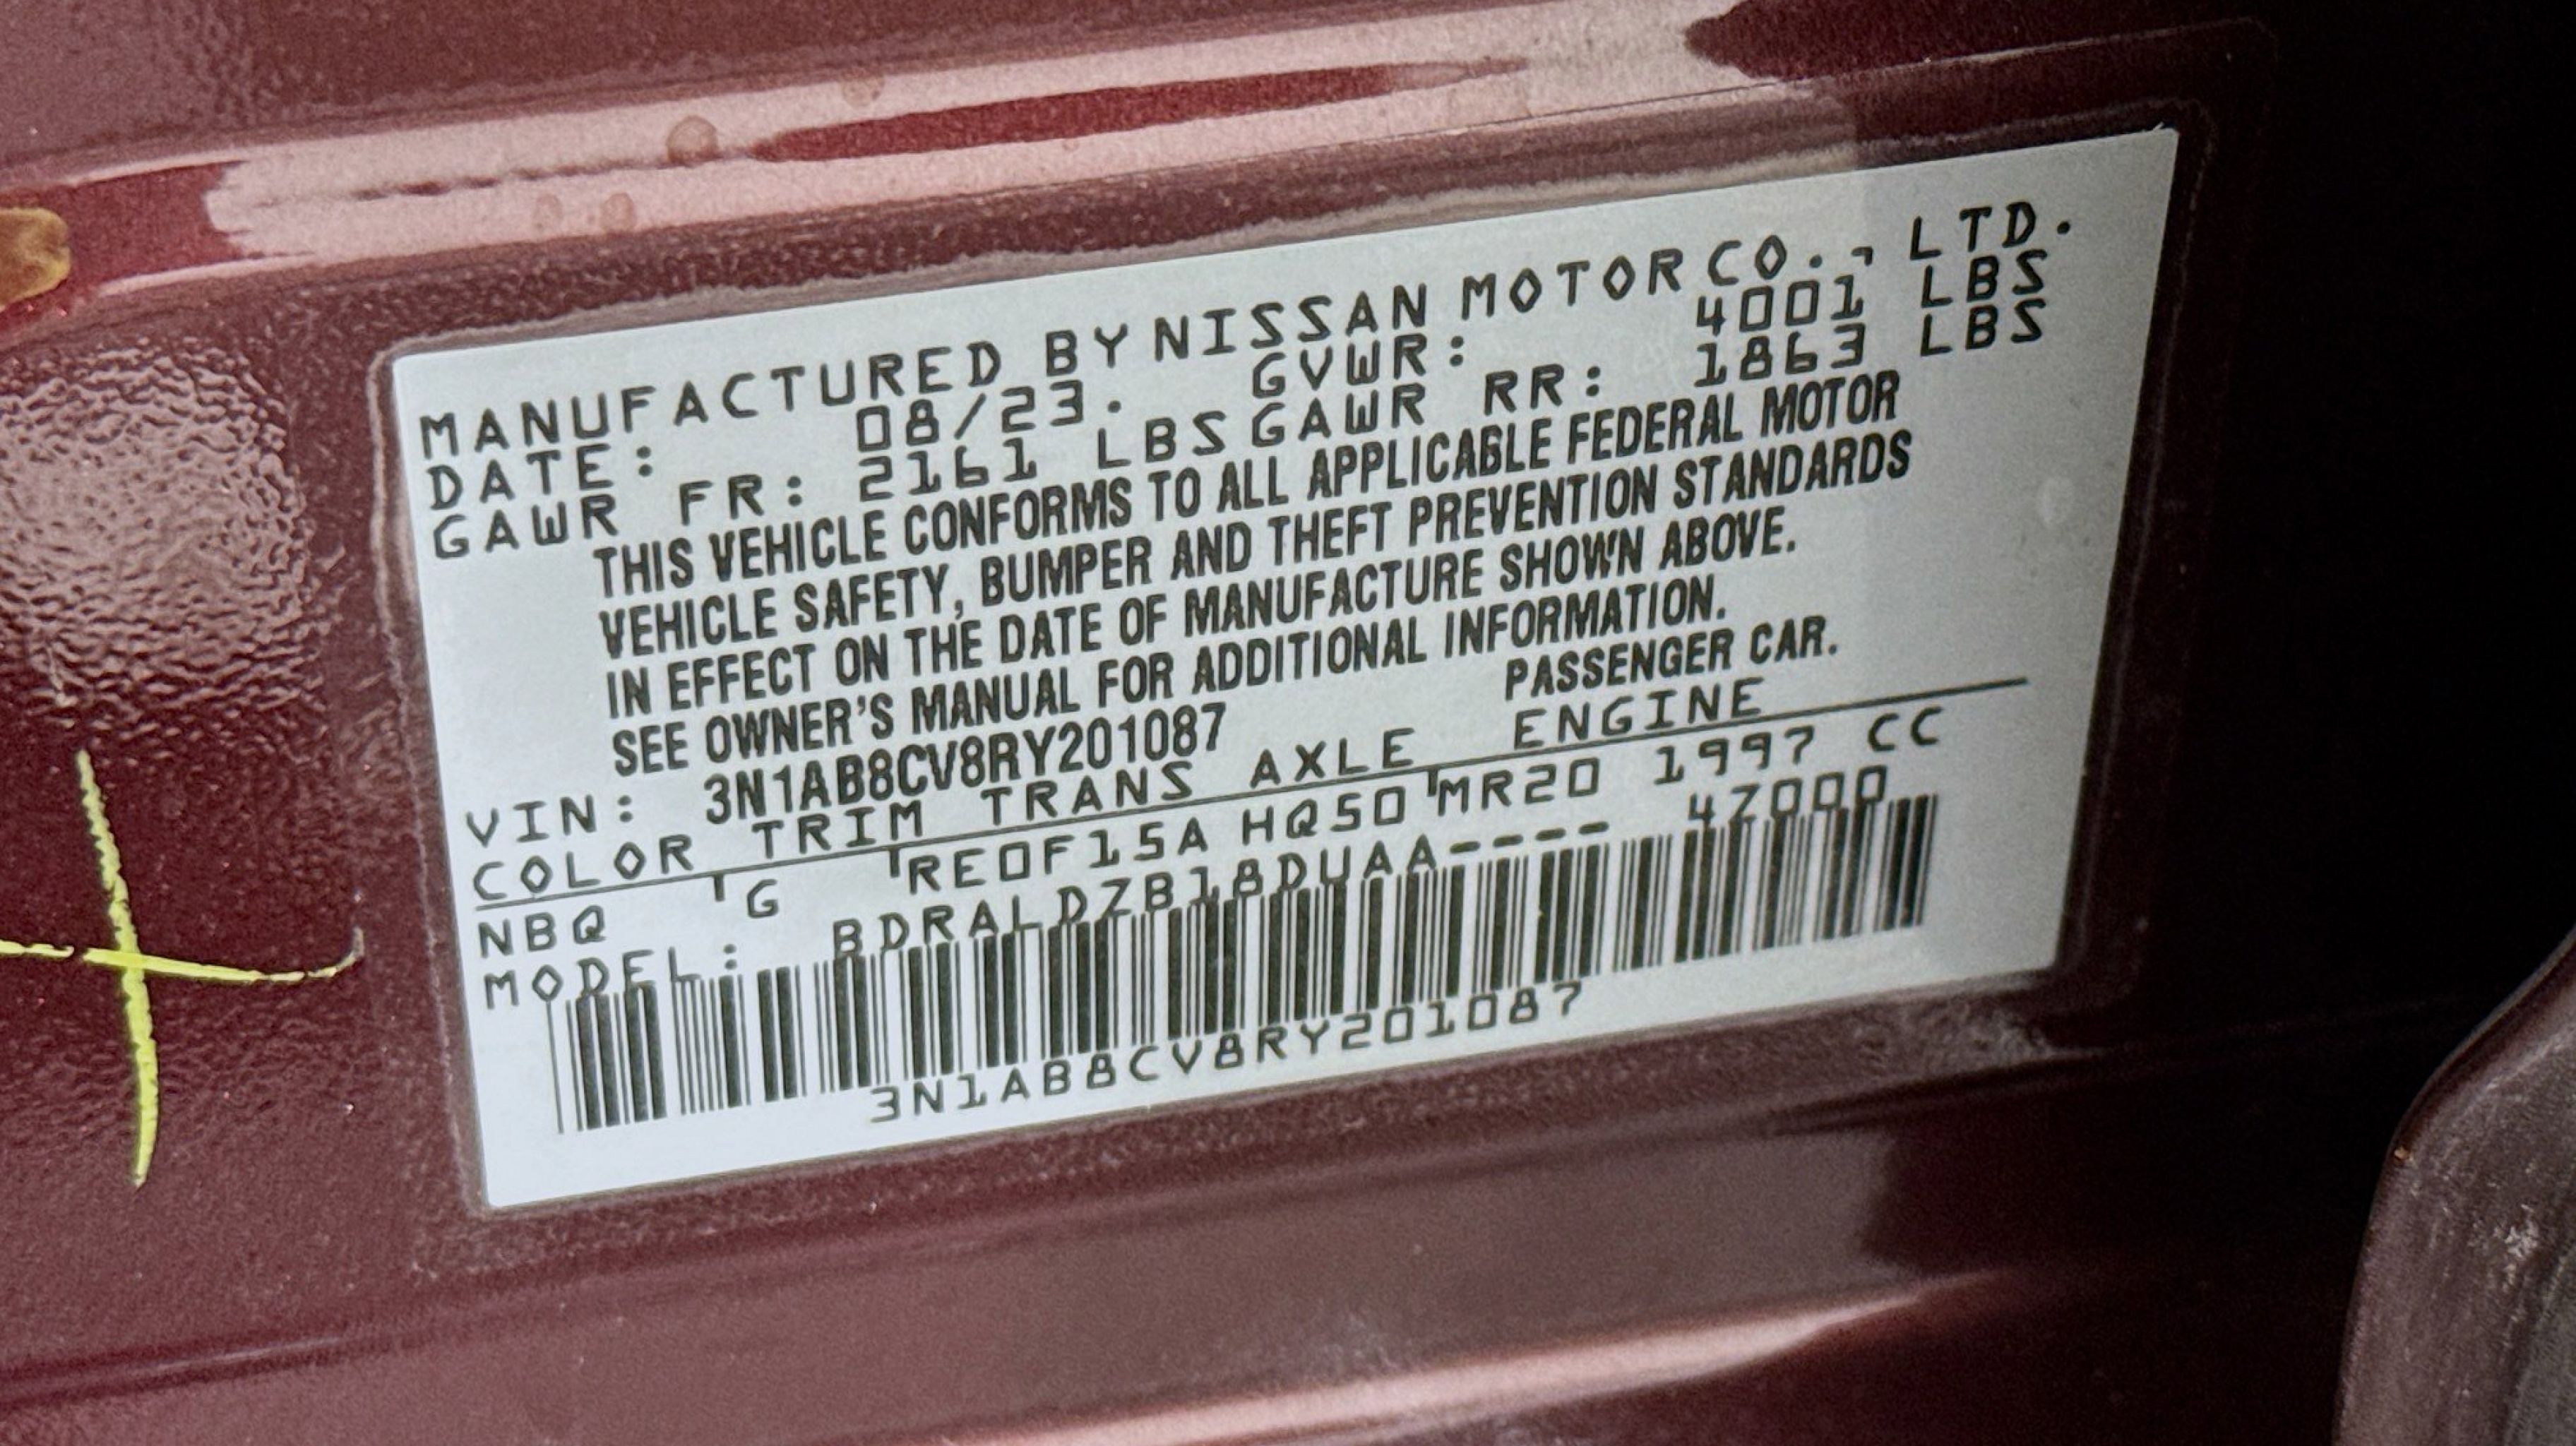 MANUFACTURED BY NISSAN MOTOR CO., LTD.
DATE: 08/23. GVWR: 4001 LBS
GAWR FR: 2161 LBS GAWR RR: 1863 LBS
THIS VEHICLE CONFORMS TO ALL APPLICABLE FEDERAL MOTOR
VEHICLE SAFETY, BUMPER AND THEFT PREVENTION STANDARDS
IN EFFECT ON THE DATE OF MANUFACTURE SHOWN ABOVE.
SEE OWNER'S MANUAL FOR ADDITIONAL INFORMATION.
VIN: 3N1AB8CV8RY201087 PASSENGER CAR.
COLOR TRIM TRANS AXLE ENGINE
NBQ G RE0F15A HQ50 MR20 1997 CC
MODEL: BDRALDZB18DUAA---- 4Z000
3N1AB8CV8RY201087